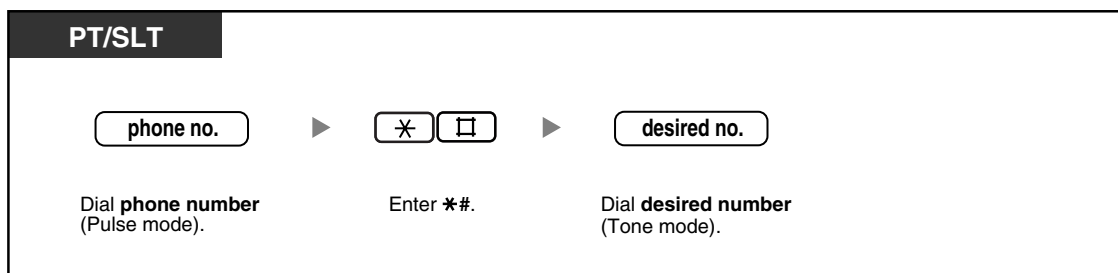 PT/SLT
phone no.
desired no.
Dial phone number
(Pulse mode).
Enter *#.
Dial desired number
(Tone mode).